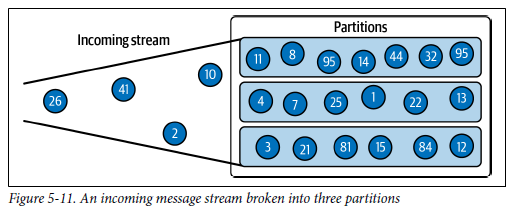 Incoming stream
Partitions
26
41
10
2
11 8 95 14 44 32 95
4 7 25 1 22 13
3 21 81 15 84 12
Figure 5-11. An incoming message stream broken into three partitions